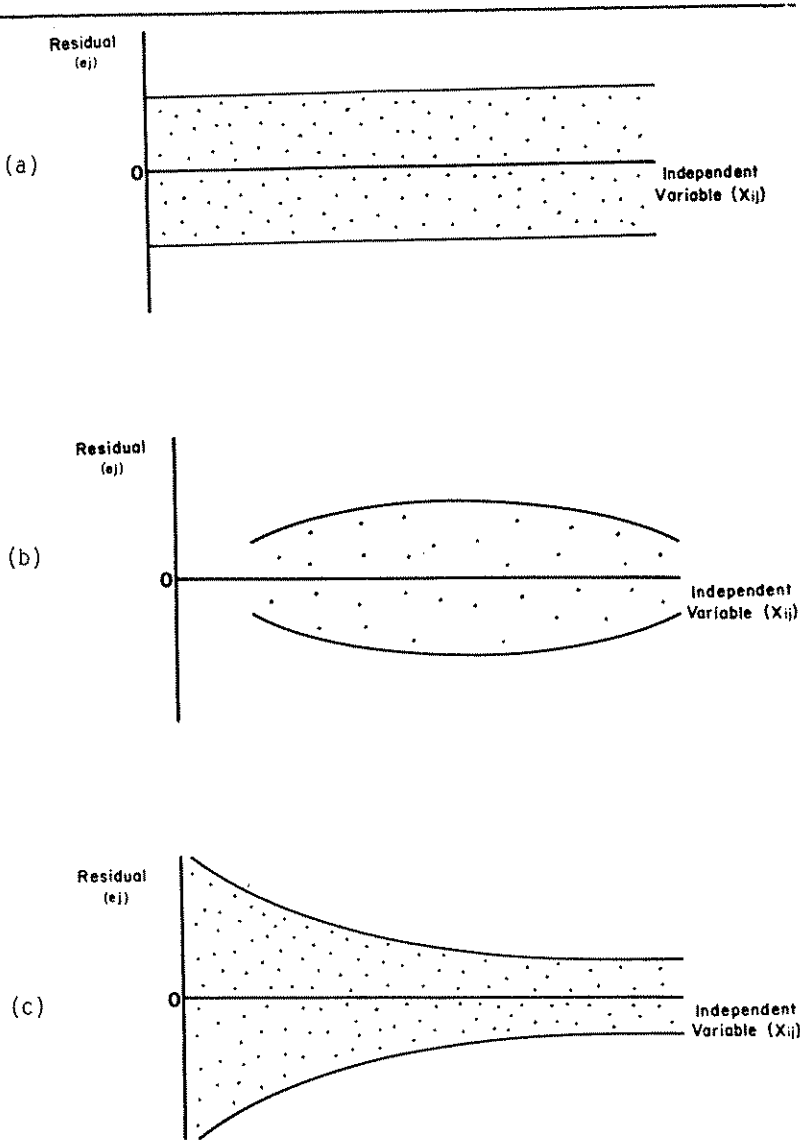 Residual
(ej)
(a)
0
Independent
Variable (Xij)
Residual
(ej)
(b)
0
Independent
Variable (Xij)
Residual
(ej)
(c)
0
Independent
Variable (Xij)